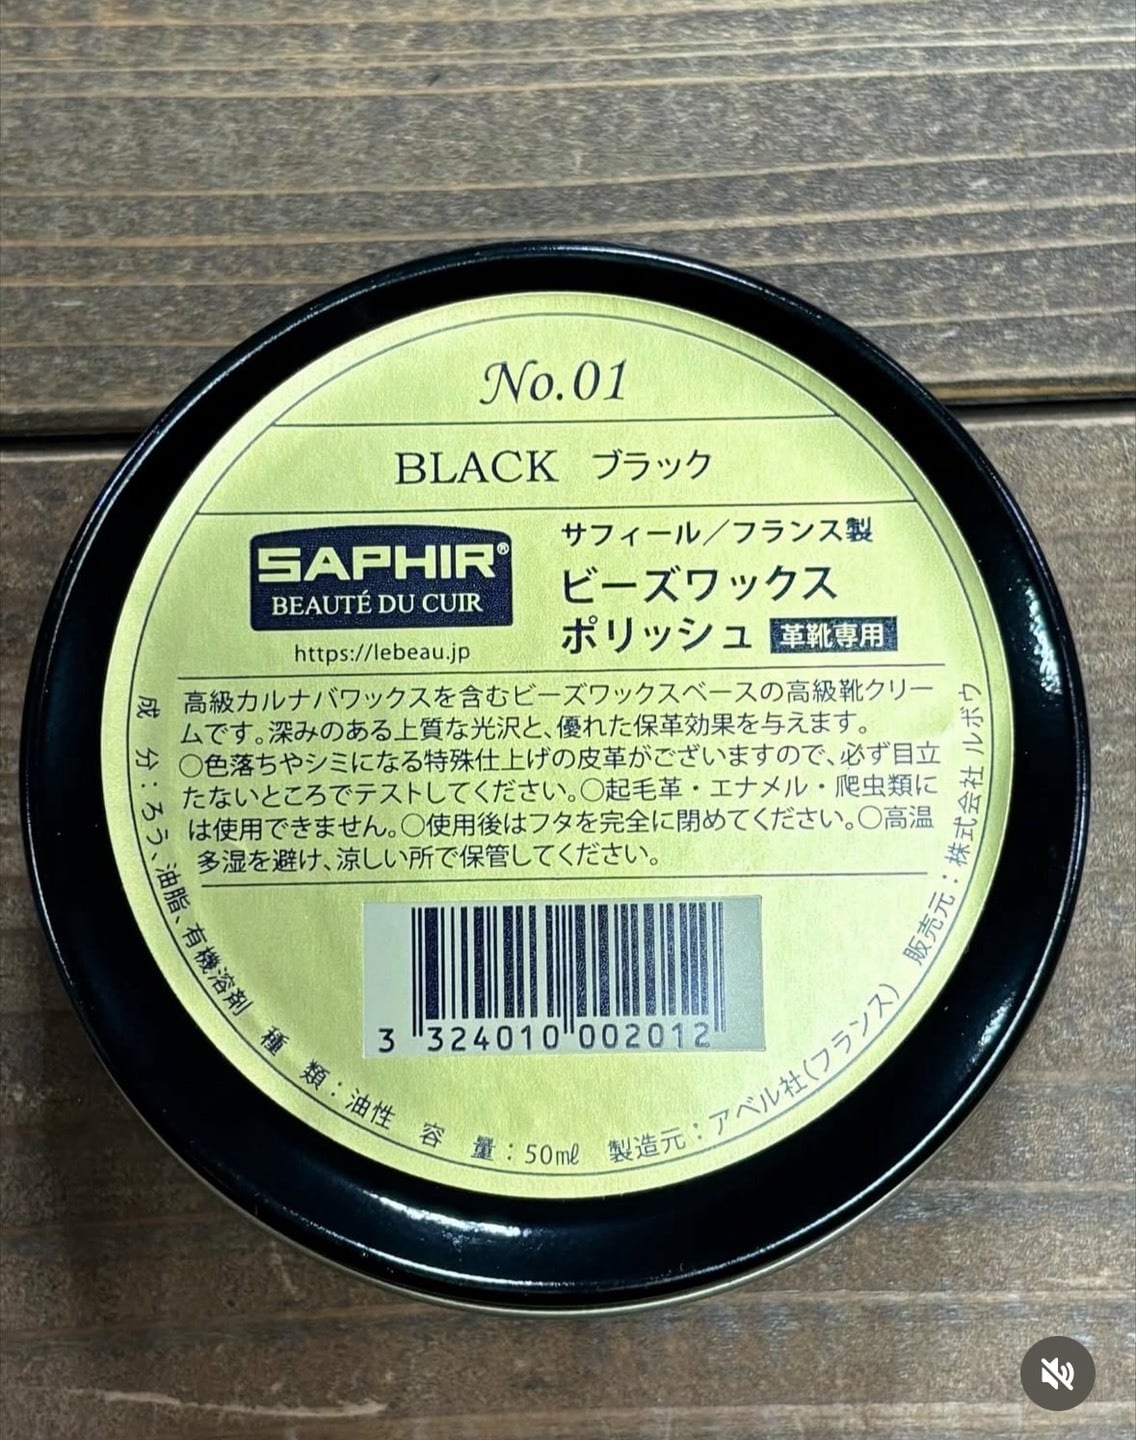 No.01
BLACK ブラック
SAPHIR®
BEAUTÉ DU CUIR
https://lebeau.jp
サフィール／フランス製
ビーズワックス
ポリッシュ 革靴専用
高級カルナバワックスを含むビーズワックスベースの高級靴クリー
ムです。深みのある上質な光沢と、優れた保革効果を与えます。
○色落ちやシミになる特殊仕上げの皮革がございますので、必ず目立
たないところでテストしてください。○起毛革・エナメル・爬虫類に
は使用できません。○使用後はフタを完全に閉めてください。○高温
多湿を避け、涼しい所で保管してください。
3 324010 002012
成 分：ろう、油脂、有機溶剤 種 類：油性 容 量：50㎖ 製造元：アベル社(フランス) 販売元：株式会社 ルボウ